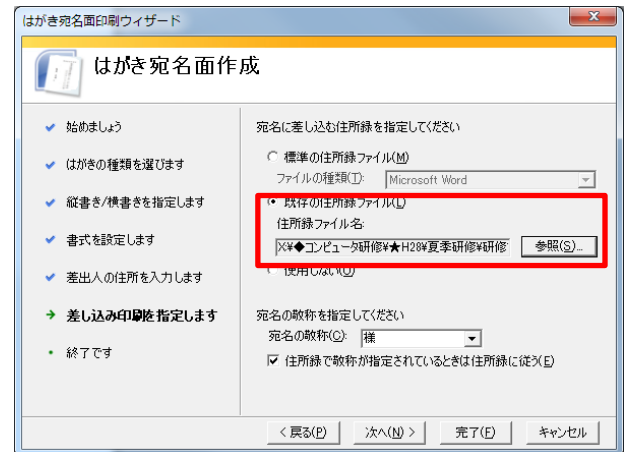 はがき宛名面印刷ウィザード
はがき宛名面作成
始めましょう
はがきの種類を選びます
縦書き/横書きを指定します
書式を設定します
差出人の住所を入力します
差し込み印刷を指定します
終了です
宛名に差し込む住所録を指定してください
標準の住所録ファイル(M)
ファイルの種類(T): Microsoft Word
既存の住所録ファイル(L)
住所録ファイル名:
X¥◆コンピュータ研修¥★H28¥夏季研修¥研修 参照(S)...
使用しない(O)
宛名の敬称を指定してください
宛名の敬称(C): 様
住所録で敬称が指定されているときは住所録に従う(E)
< 戻る(P) 次へ(N) > 完了(F) キャンセル